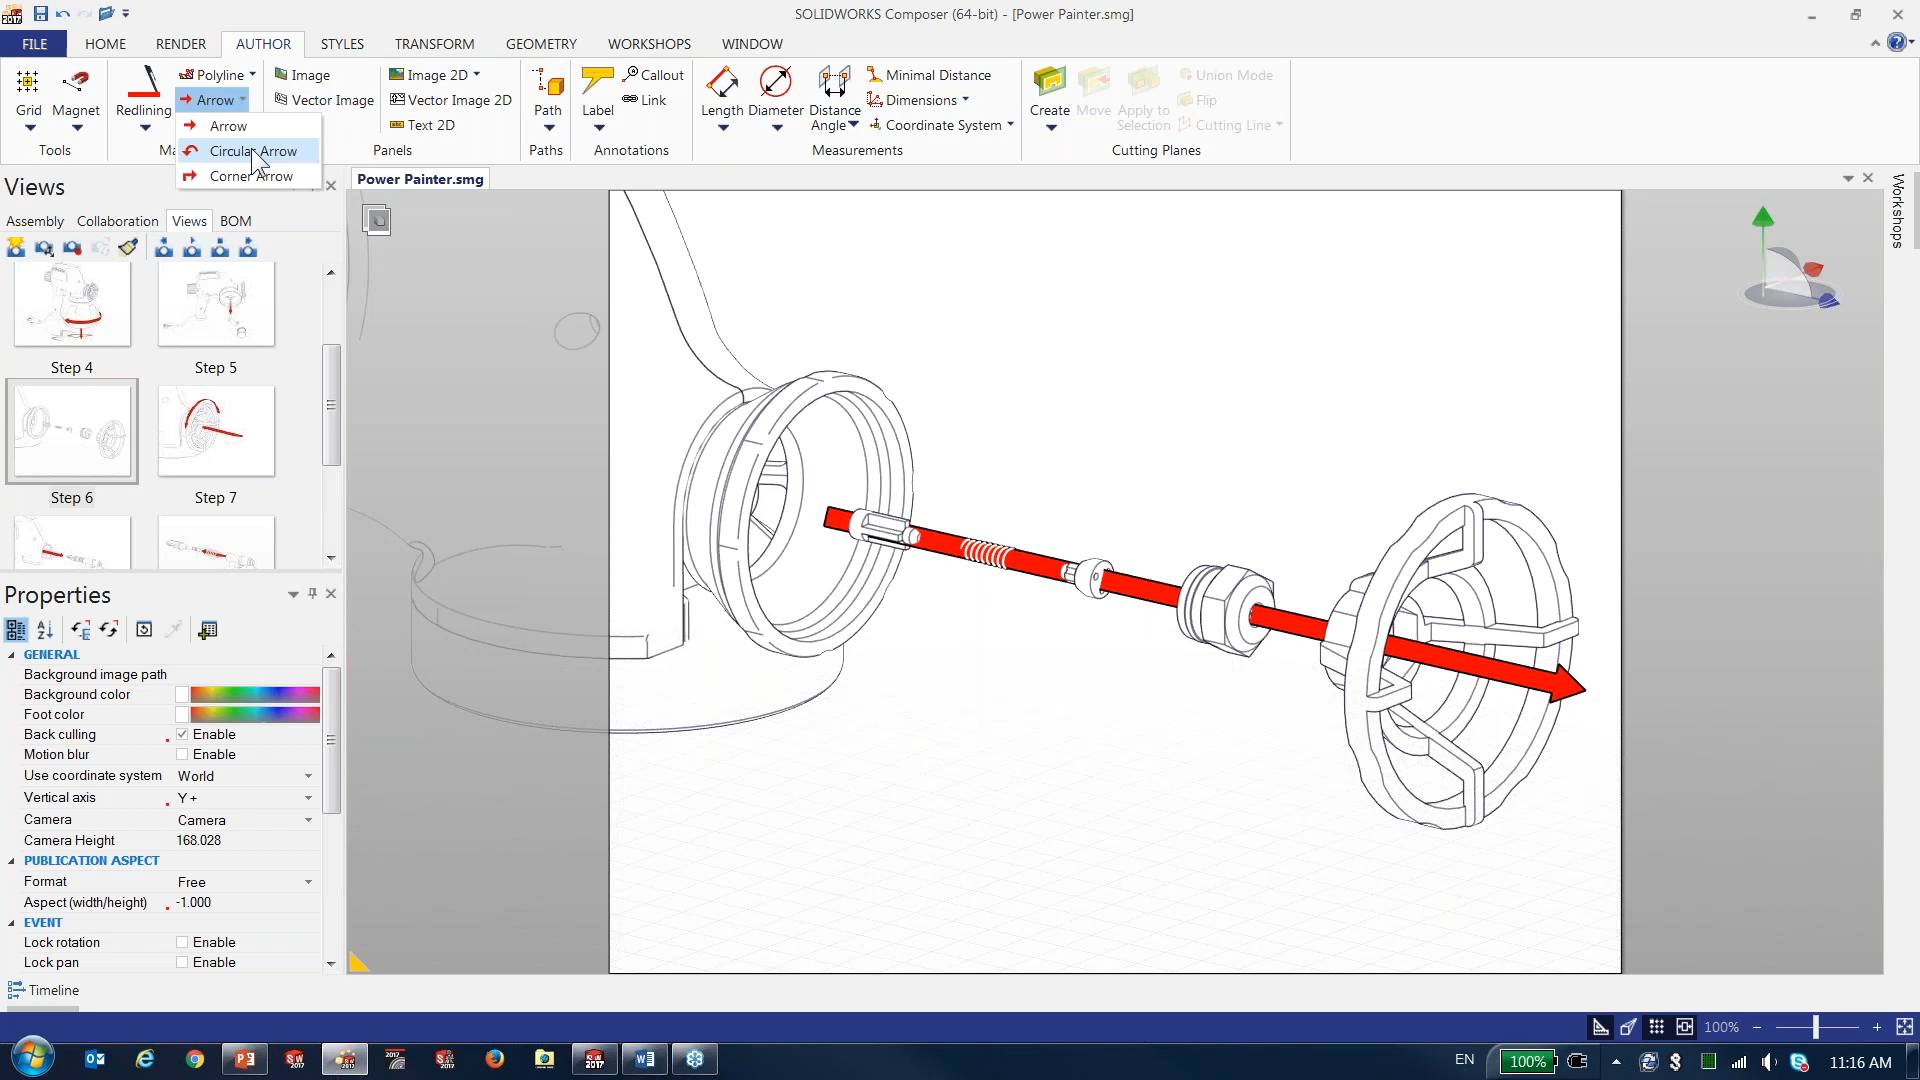 SOLIDWORKS Composer (64-bit) - [Power Painter.smg]
FILE HOME RENDER AUTHOR STYLES TRANSFORM GEOMETRY WORKSHOPS WINDOW
Grid
Magnet
Tools
Redlining
Polyline
Arrow
Ma
Arrow
Circular Arrow
Corner Arrow
Image
Vector Image
Image 2D
Vector Image 2D
Text 2D
Panels
Path
Paths
Label
Callout
Link
Annotations
Length
Diameter
Distance
Angle
Minimal Distance
Dimensions
Coordinate System
Measurements
Create
Move
Apply to
Selection
Union Mode
Flip
Cutting Line
Cutting Planes
Views
Assembly Collaboration Views BOM
Step 4 Step 5
Step 6 Step 7
Power Painter.smg
Workshops
Properties
GENERAL
Background image path
Background color
Foot color
Back culling Enable
Motion blur Enable
Use coordinate system World
Vertical axis Y +
Camera Camera
Camera Height 168.028
PUBLICATION ASPECT
Format Free
Aspect (width/height) -1.000
EVENT
Lock rotation Enable
Lock pan Enable
Timeline
100%
EN 100% 11:16 AM